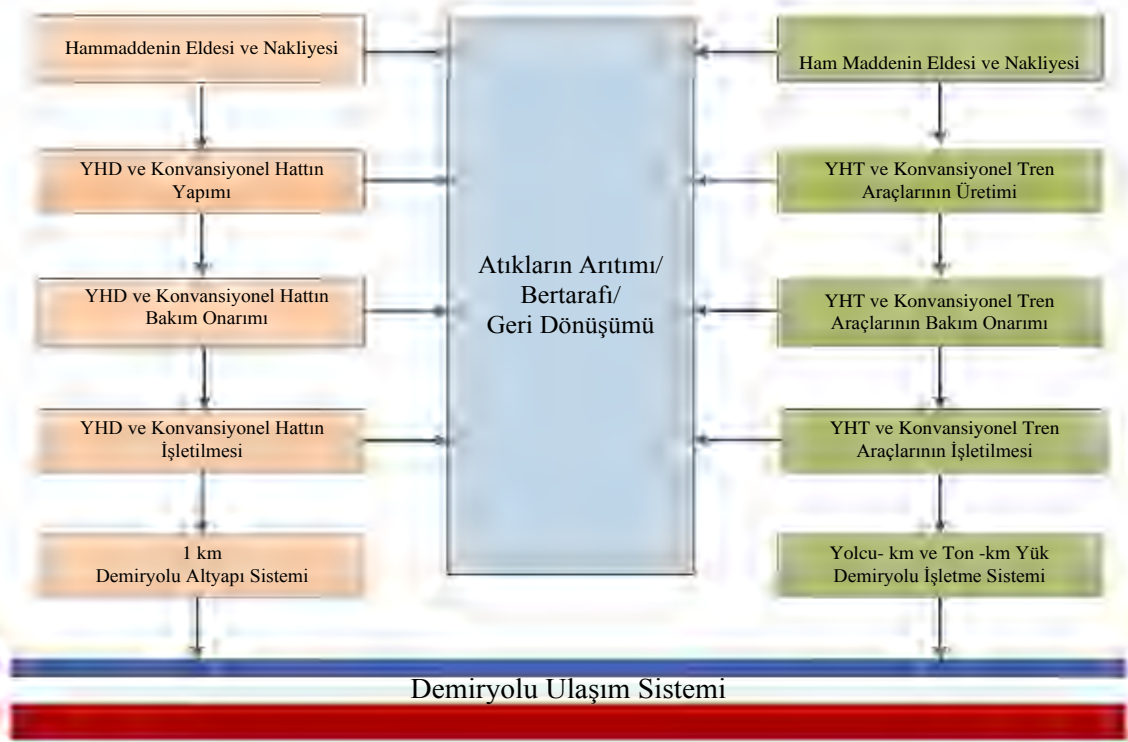 Hammaddenin Eldesi ve Nakliyesi
YHD ve Konvansiyonel Hattın
Yapımı
YHD ve Konvansiyonel Hattın
Bakım Onarımı
YHD ve Konvansiyonel Hattın
İşletilmesi
1 km
Demiryolu Altyapı Sistemi
Atıkların Arıtımı/
Bertarafı/
Geri Dönüşümü
Ham Maddenin Eldesi ve Nakliyesi
YHT ve Konvansiyonel Tren
Araçlarının Üretimi
YHT ve Konvansiyonel Tren
Araçlarının Bakım Onarımı
YHT ve Konvansiyonel Tren
Araçlarının İşletilmesi
Yolcu- km ve Ton -km Yük
Demiryolu İşletme Sistemi
Demiryolu Ulaşım Sistemi